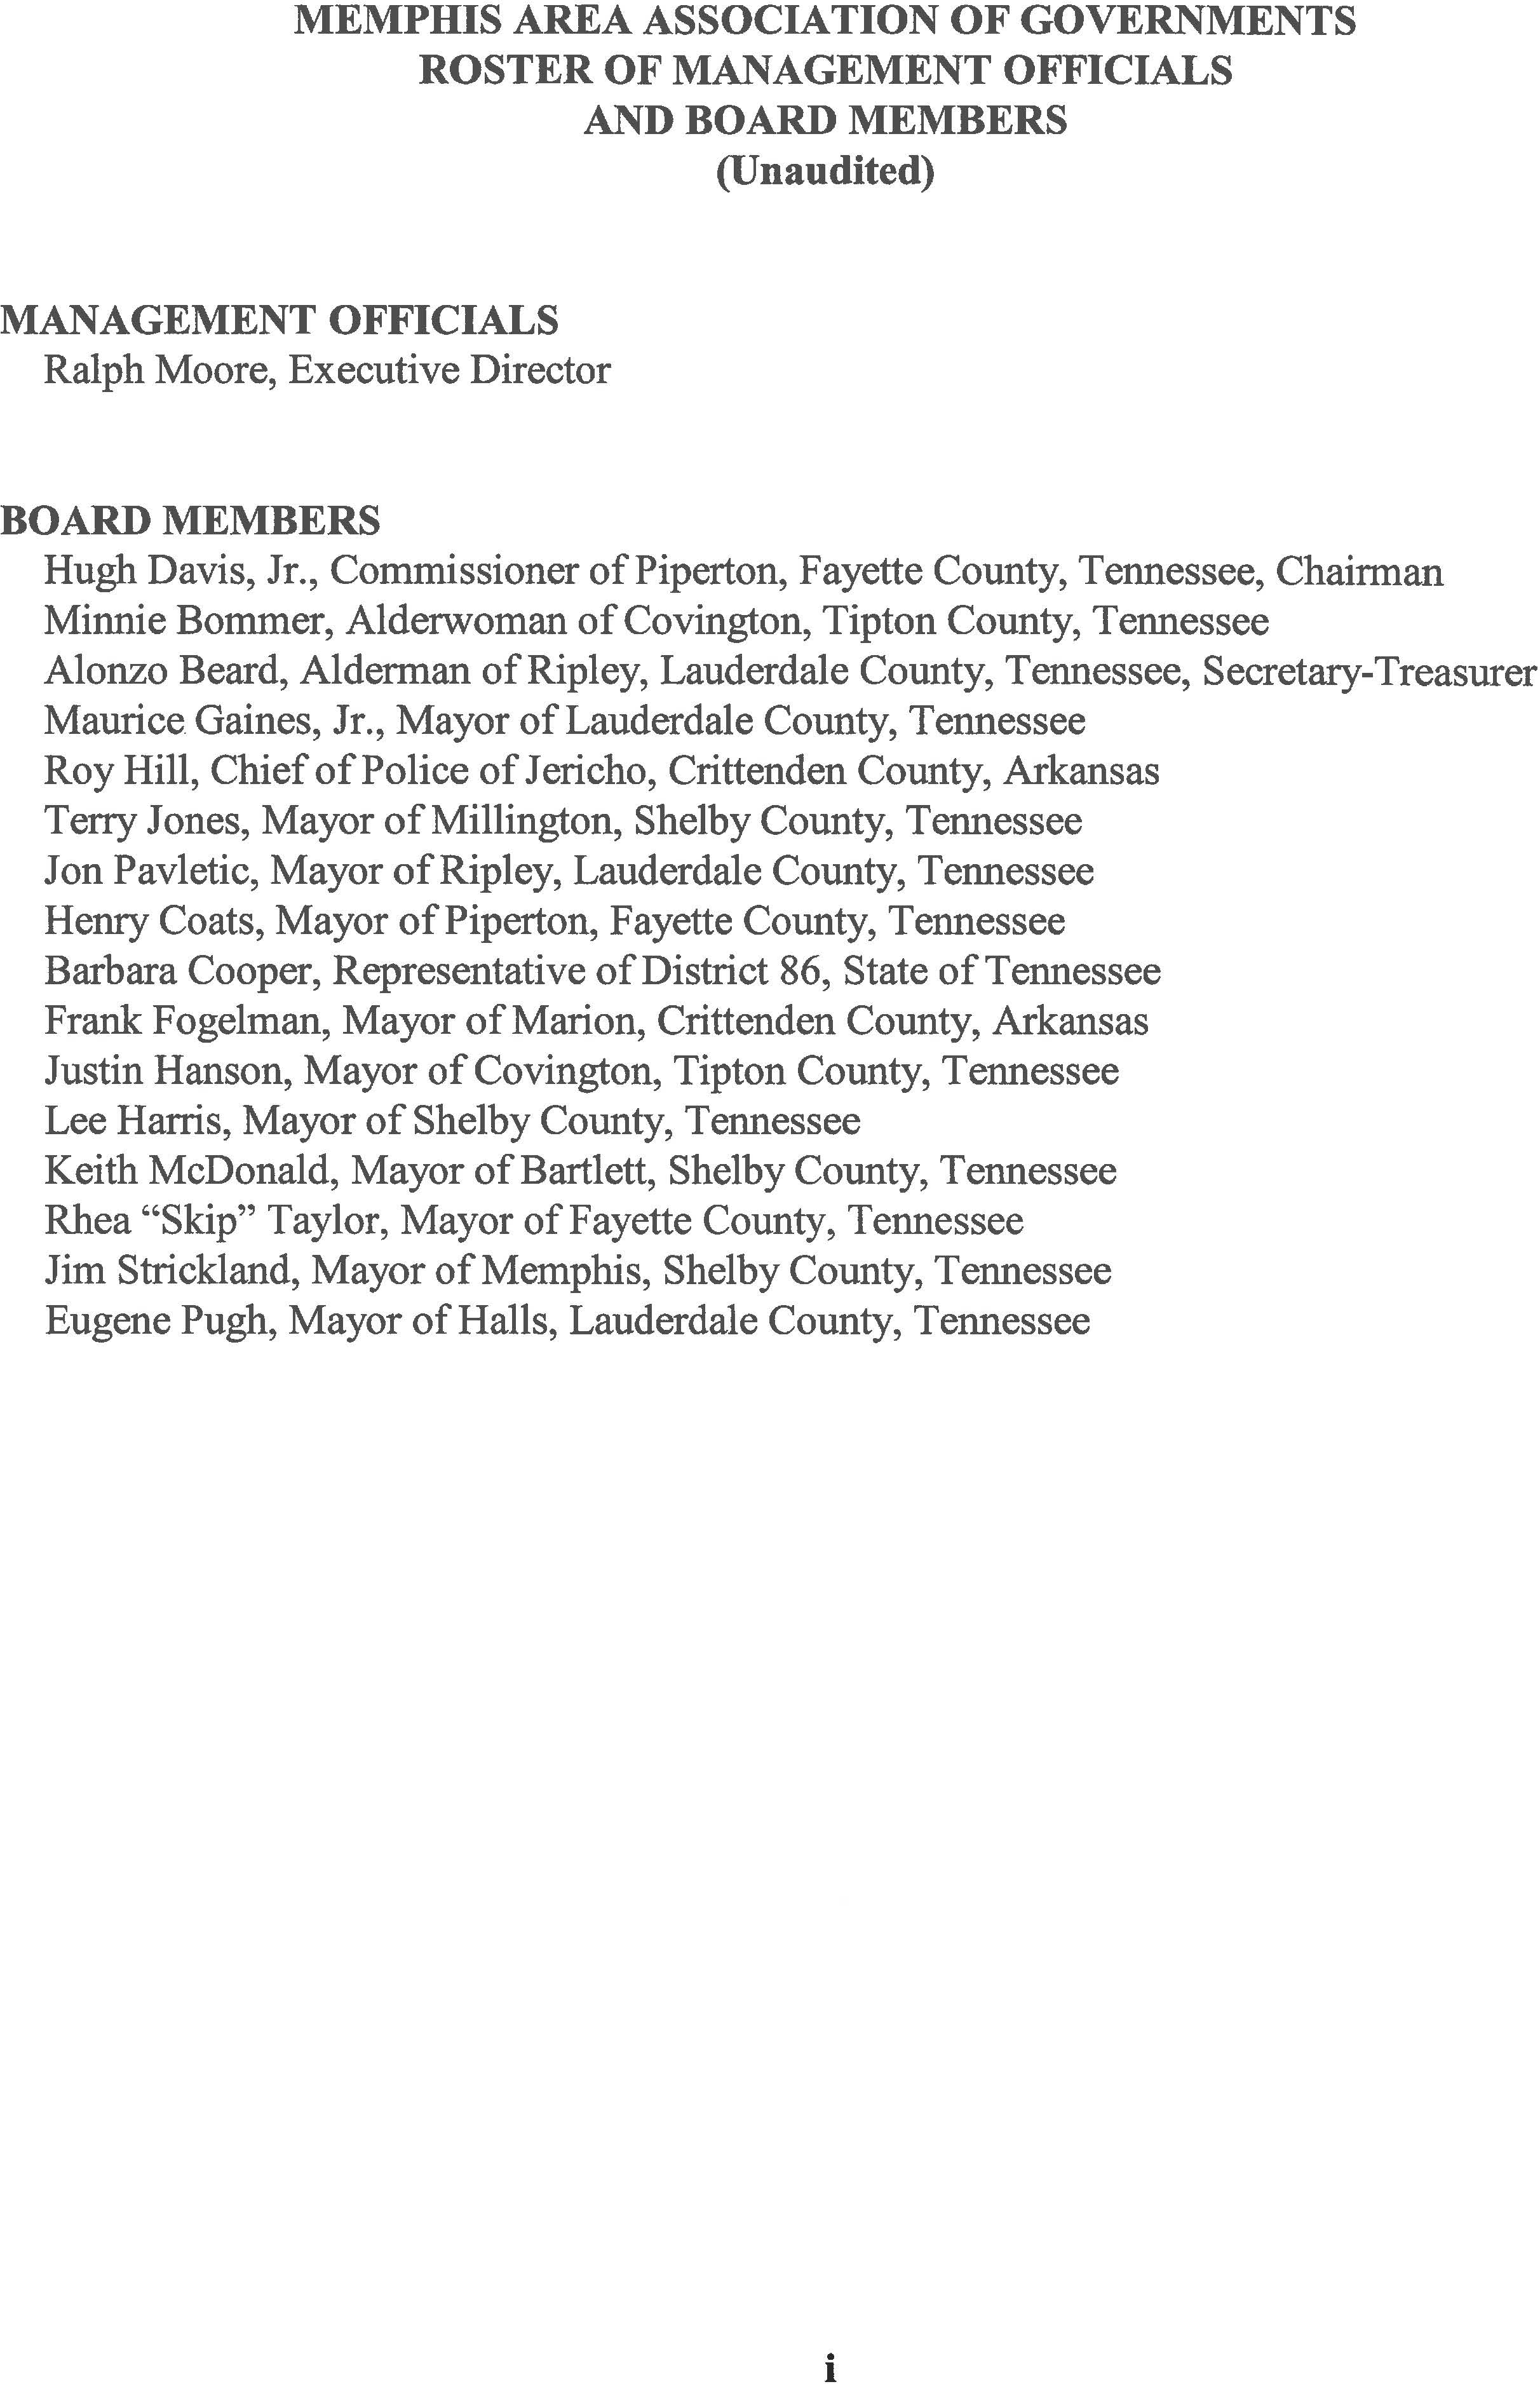 MEMPHIS AREA ASSOCIATION OF GOVERNMENTS
ROSTER OF MANAGEMENT OFFICIALS
AND BOARD MEMBERS
(Unaudited)
MANAGEMENT OFFICIALS
Ralph Moore, Executive Director
BOARD MEMBERS
Hugh Davis, Jr., Commissioner of Piperton, Fayette County, Tennessee, Chairman
Minnie Bommer, Alderwoman of Covington, Tipton County, Tennessee
Alonzo Beard, Alderman of Ripley, Lauderdale County, Tennessee, Secretary-Treasurer
Maurice Gaines, Jr., Mayor of Lauderdale County, Tennessee
Roy Hill, Chief of Police of Jericho, Crittenden County, Arkansas
Terry Jones, Mayor of Millington, Shelby County, Tennessee
Jon Pavletic, Mayor of Ripley, Lauderdale County, Tennessee
Henry Coats, Mayor of Piperton, Fayette County, Tennessee
Barbara Cooper, Representative of District 86, State of Tennessee
Frank Fogelman, Mayor of Marion, Crittenden County, Arkansas
Justin Hanson, Mayor of Covington, Tipton County, Tennessee
Lee Harris, Mayor of Shelby County, Tennessee
Keith McDonald, Mayor of Bartlett, Shelby County, Tennessee
Rhea “Skip” Taylor, Mayor of Fayette County, Tennessee
Jim Strickland, Mayor of Memphis, Shelby County, Tennessee
Eugene Pugh, Mayor of Halls, Lauderdale County, Tennessee
i